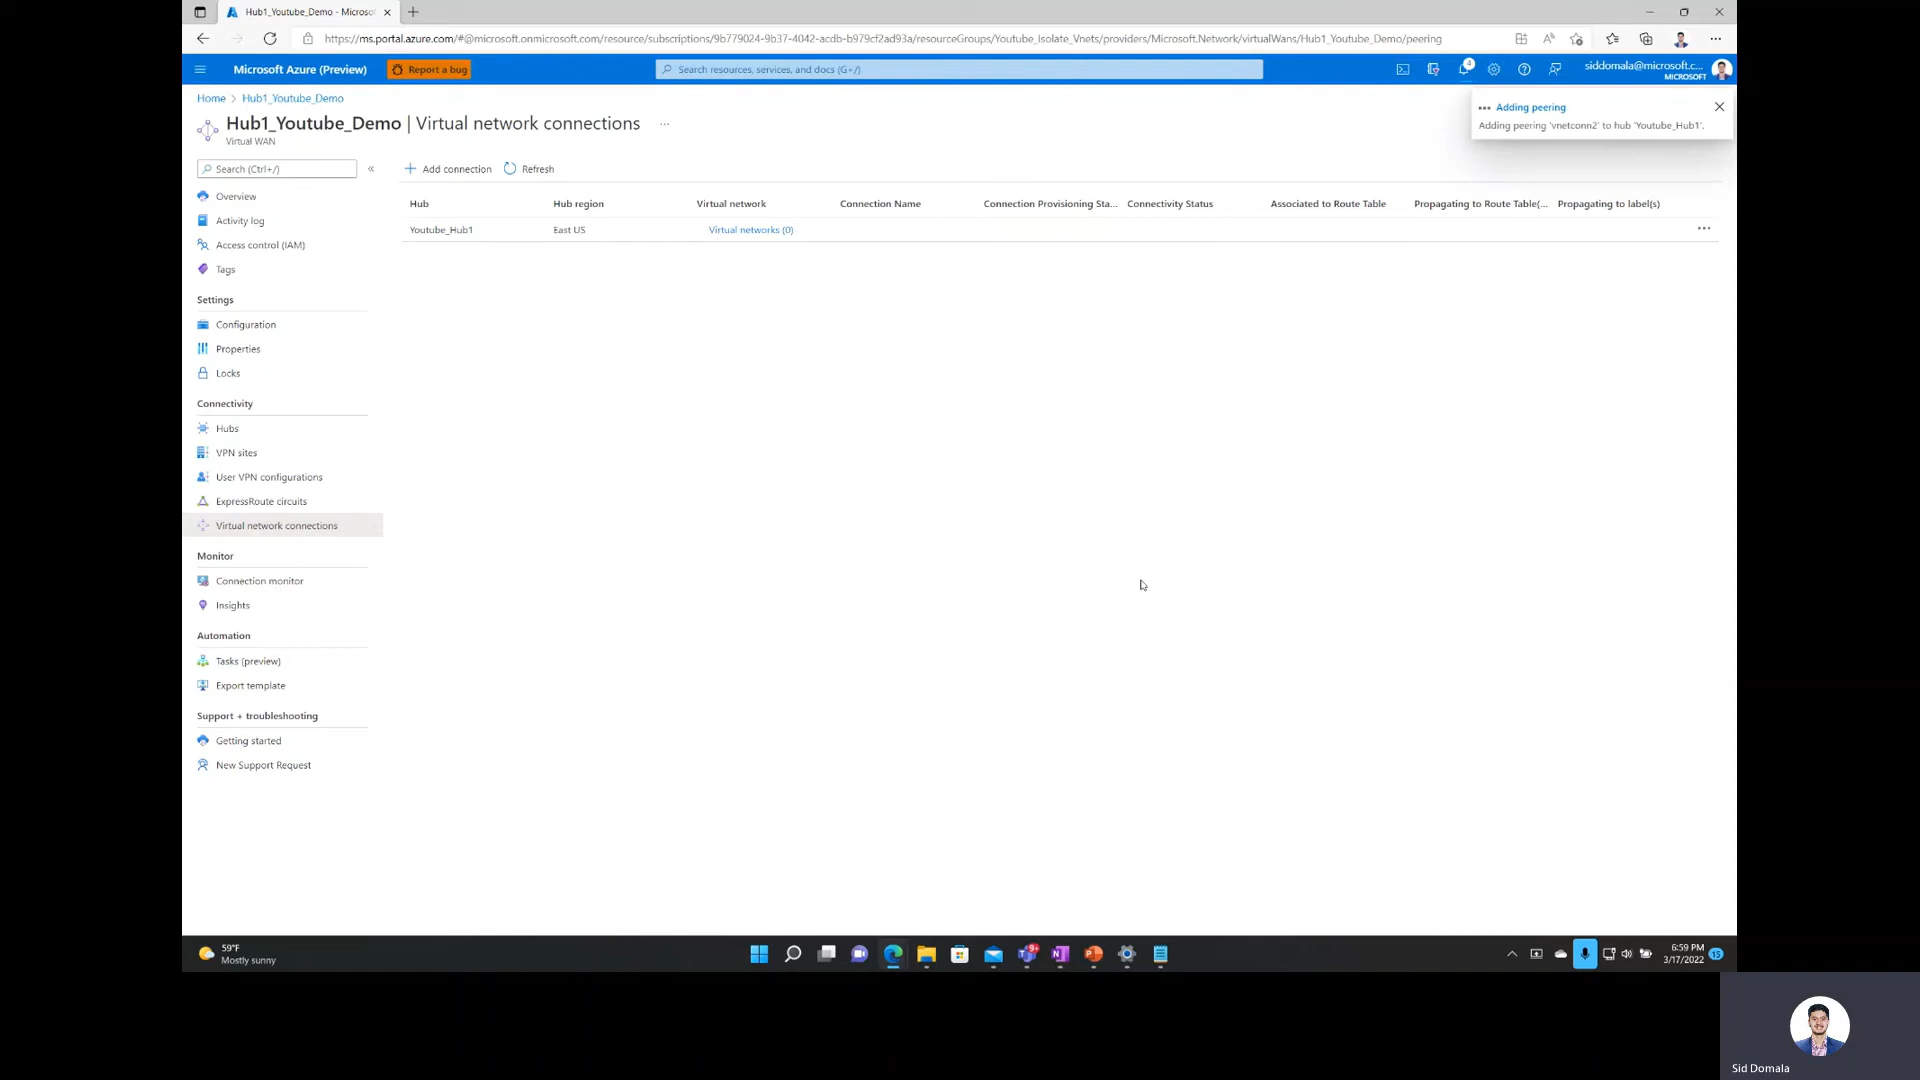 Hub1_Youtube_Demo - Microso
https://ms.portal.azure.com/#@microsoft.onmicrosoft.com/resource/subscriptions/9b779024-9b37-4042-acdb-b979cf2ad93a/resourceGroups/Youtube_Isolate_Vnets/providers/Microsoft.Network/virtualWans/Hub1_Youtube_Demo/peering
Microsoft Azure (Preview)
Report a bug
Search resources, services, and docs (G+/)
4
siddomala@microsoft.c...
MICROSOFT
Home > Hub1_Youtube_Demo
Hub1_Youtube_Demo | Virtual network connections ...
Virtual WAN
Adding peering
Adding peering 'vnetconn2' to hub 'Youtube_Hub1'.
Search (Ctrl+/)
«
Overview
Activity log
Access control (IAM)
Tags
Settings
Configuration
Properties
Locks
Connectivity
Hubs
VPN sites
User VPN configurations
ExpressRoute circuits
Virtual network connections
Monitor
Connection monitor
Insights
Automation
Tasks (preview)
Export template
Support + troubleshooting
Getting started
New Support Request
+ Add connection Refresh
Hub Hub region Virtual network Connection Name Connection Provisioning Sta... Connectivity Status Associated to Route Table Propagating to Route Table(... Propagating to label(s)
Youtube_Hub1 East US Virtual networks (0) ...
59°F
Mostly sunny
9+
6:59 PM
3/17/2022
15
Sid Domala